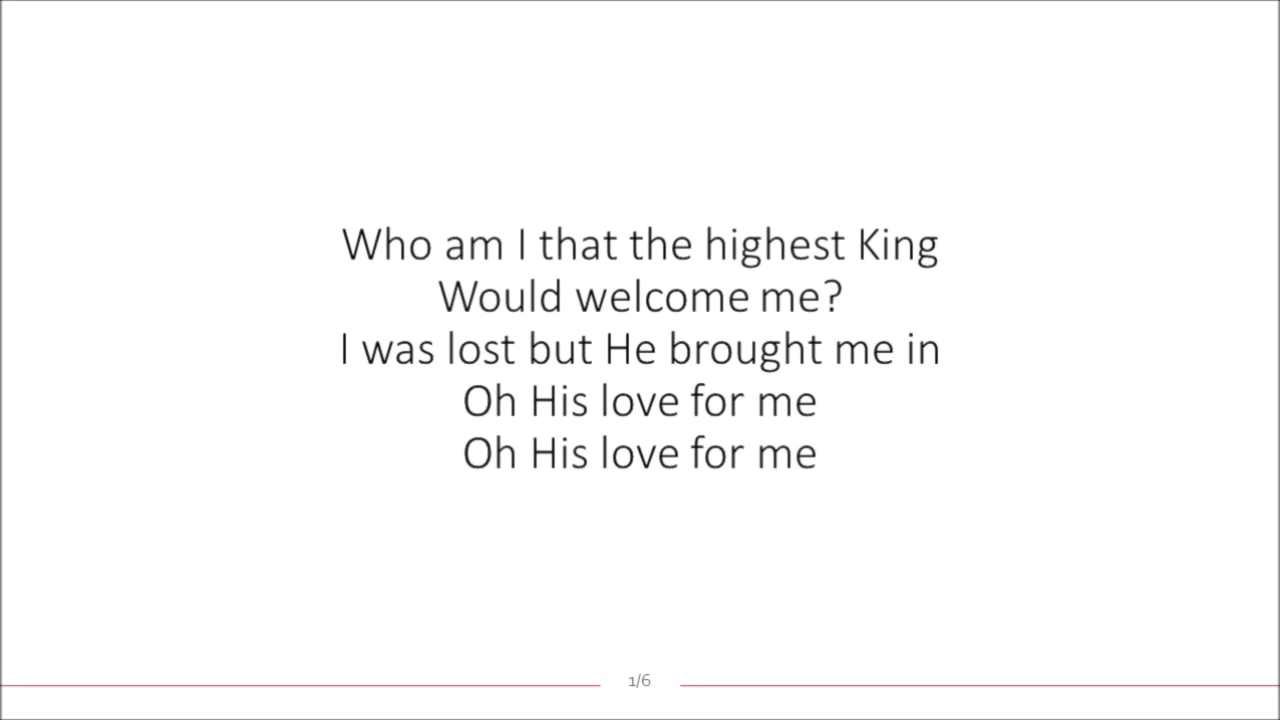 Who am I that the highest King
Would welcome me?
I was lost but He brought me in
Oh His love for me
Oh His love for me
1/6